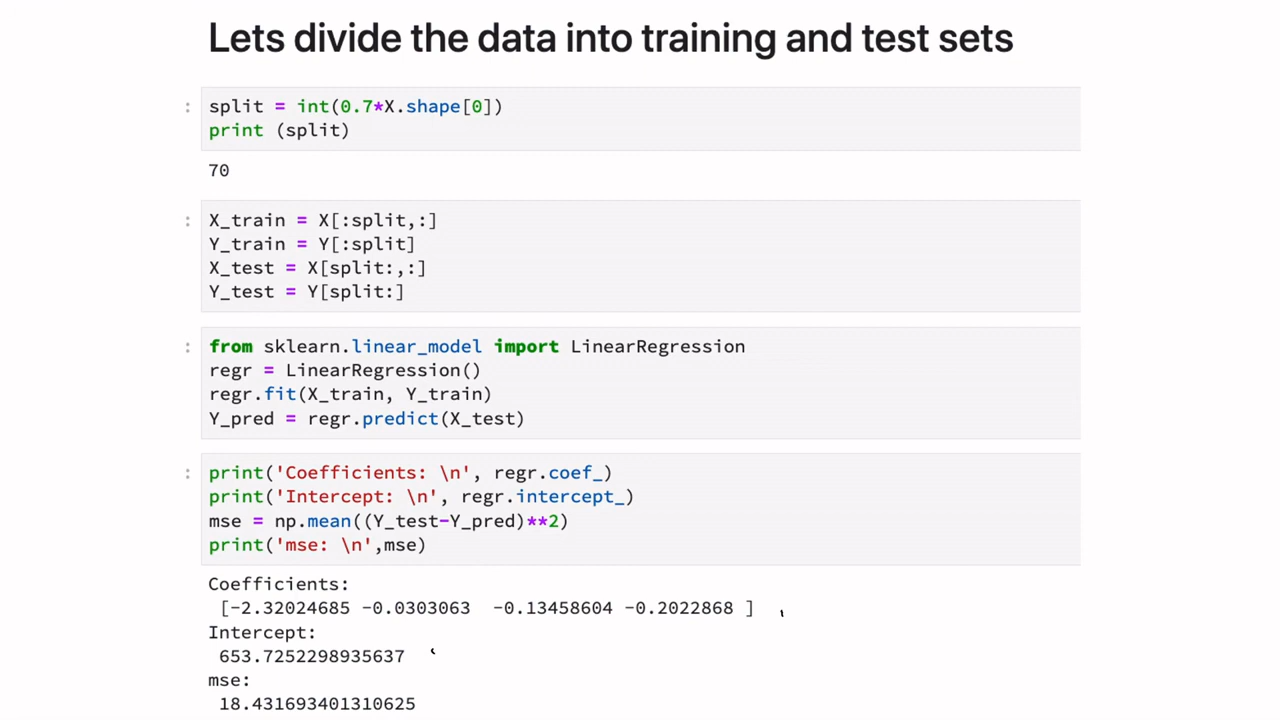 Lets divide the data into training and test sets
: split = int(0.7*X.shape[0])
print (split)
70
: X_train = X[:split,:]
Y_train = Y[:split]
X_test = X[split:,:]
Y_test = Y[split:]
: from sklearn.linear_model import LinearRegression
regr = LinearRegression()
regr.fit(X_train, Y_train)
Y_pred = regr.predict(X_test)
: print('Coefficients: \n', regr.coef_)
print('Intercept: \n', regr.intercept_)
mse = np.mean((Y_test-Y_pred)**2)
print('mse: \n',mse)
Coefficients:
[-2.32024685 -0.0303063  -0.13458604 -0.2022868 ]
Intercept:
653.7252298935637
mse:
18.431693401310625